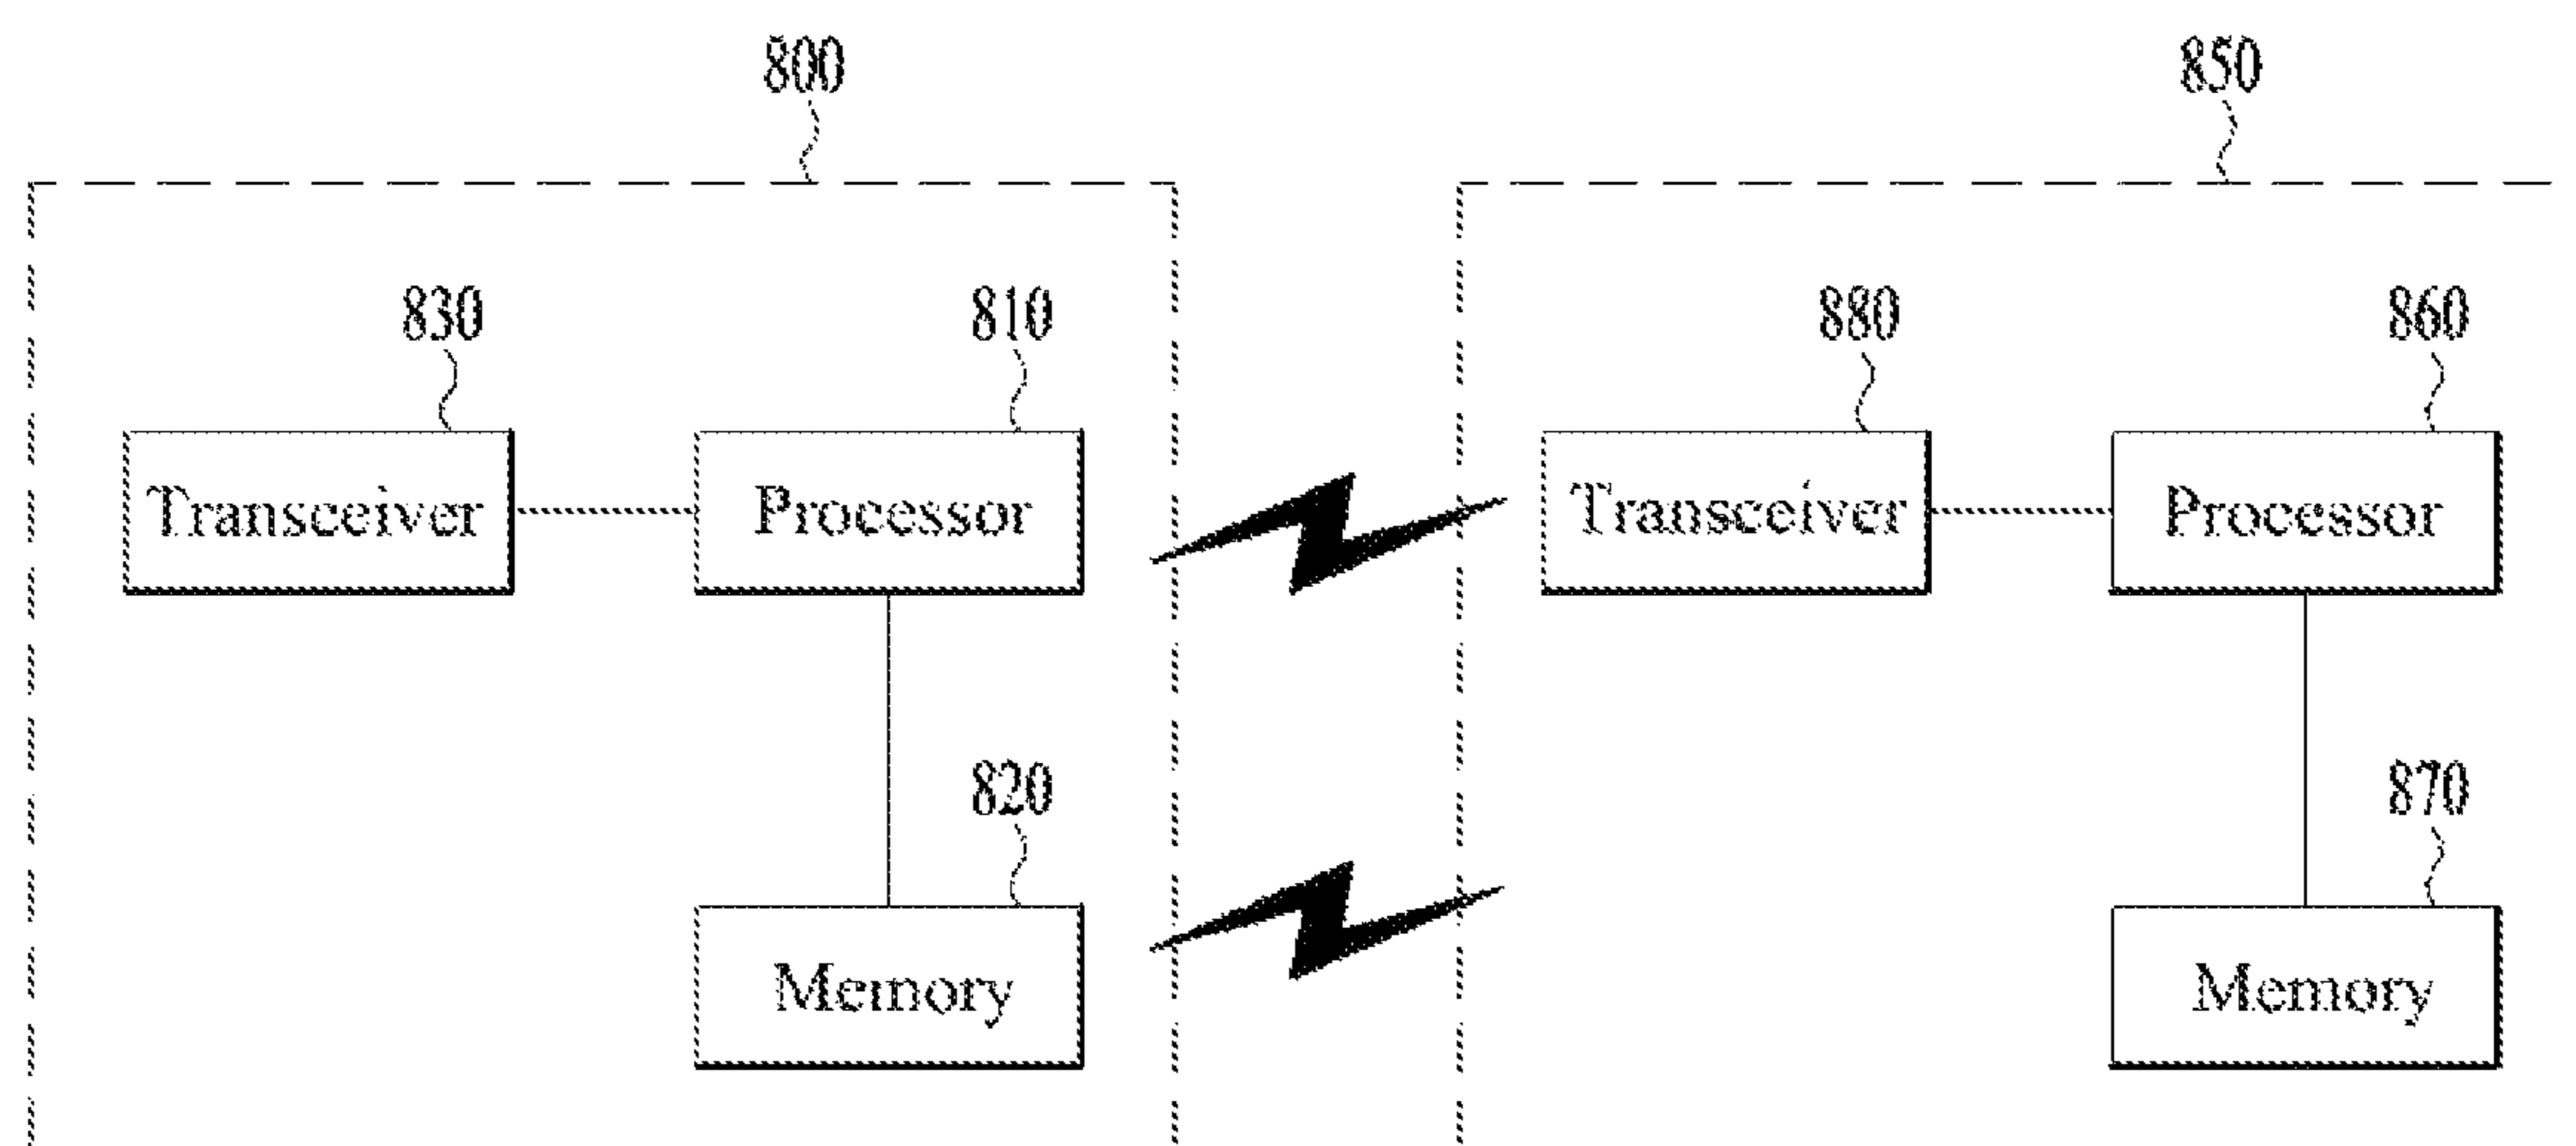 800 850
830 810 880 860
Transceiver Processor Transceiver Processor
820 870
Memory Memory